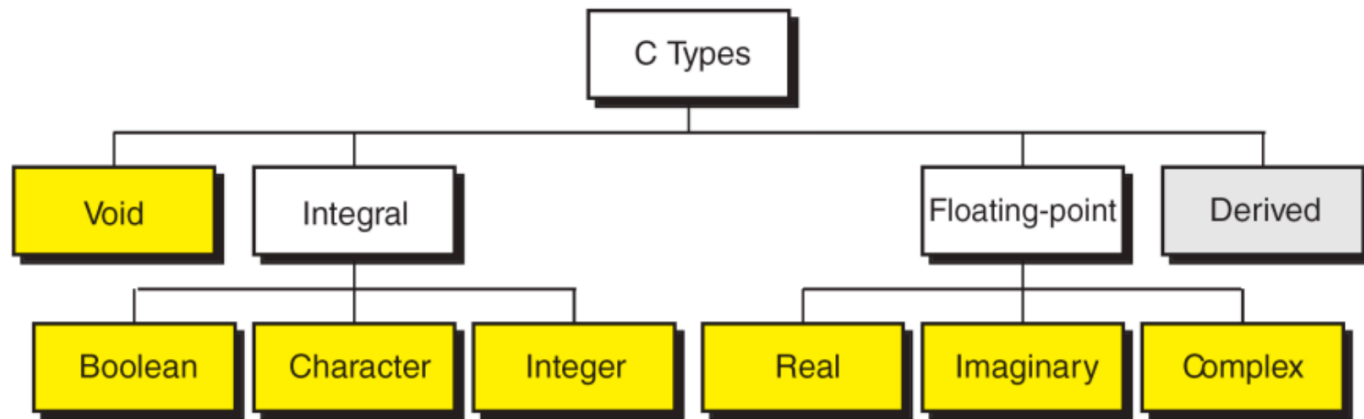 C Types
Void
Integral
Floating-point
Derived
Boolean
Character
Integer
Real
Imaginary
Complex